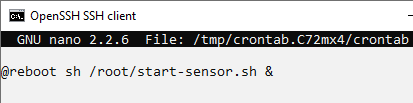 OpenSSH SSH client
GNU nano 2.2.6 File: /tmp/crontab.C72mx4/crontab
@reboot sh /root/start-sensor.sh &